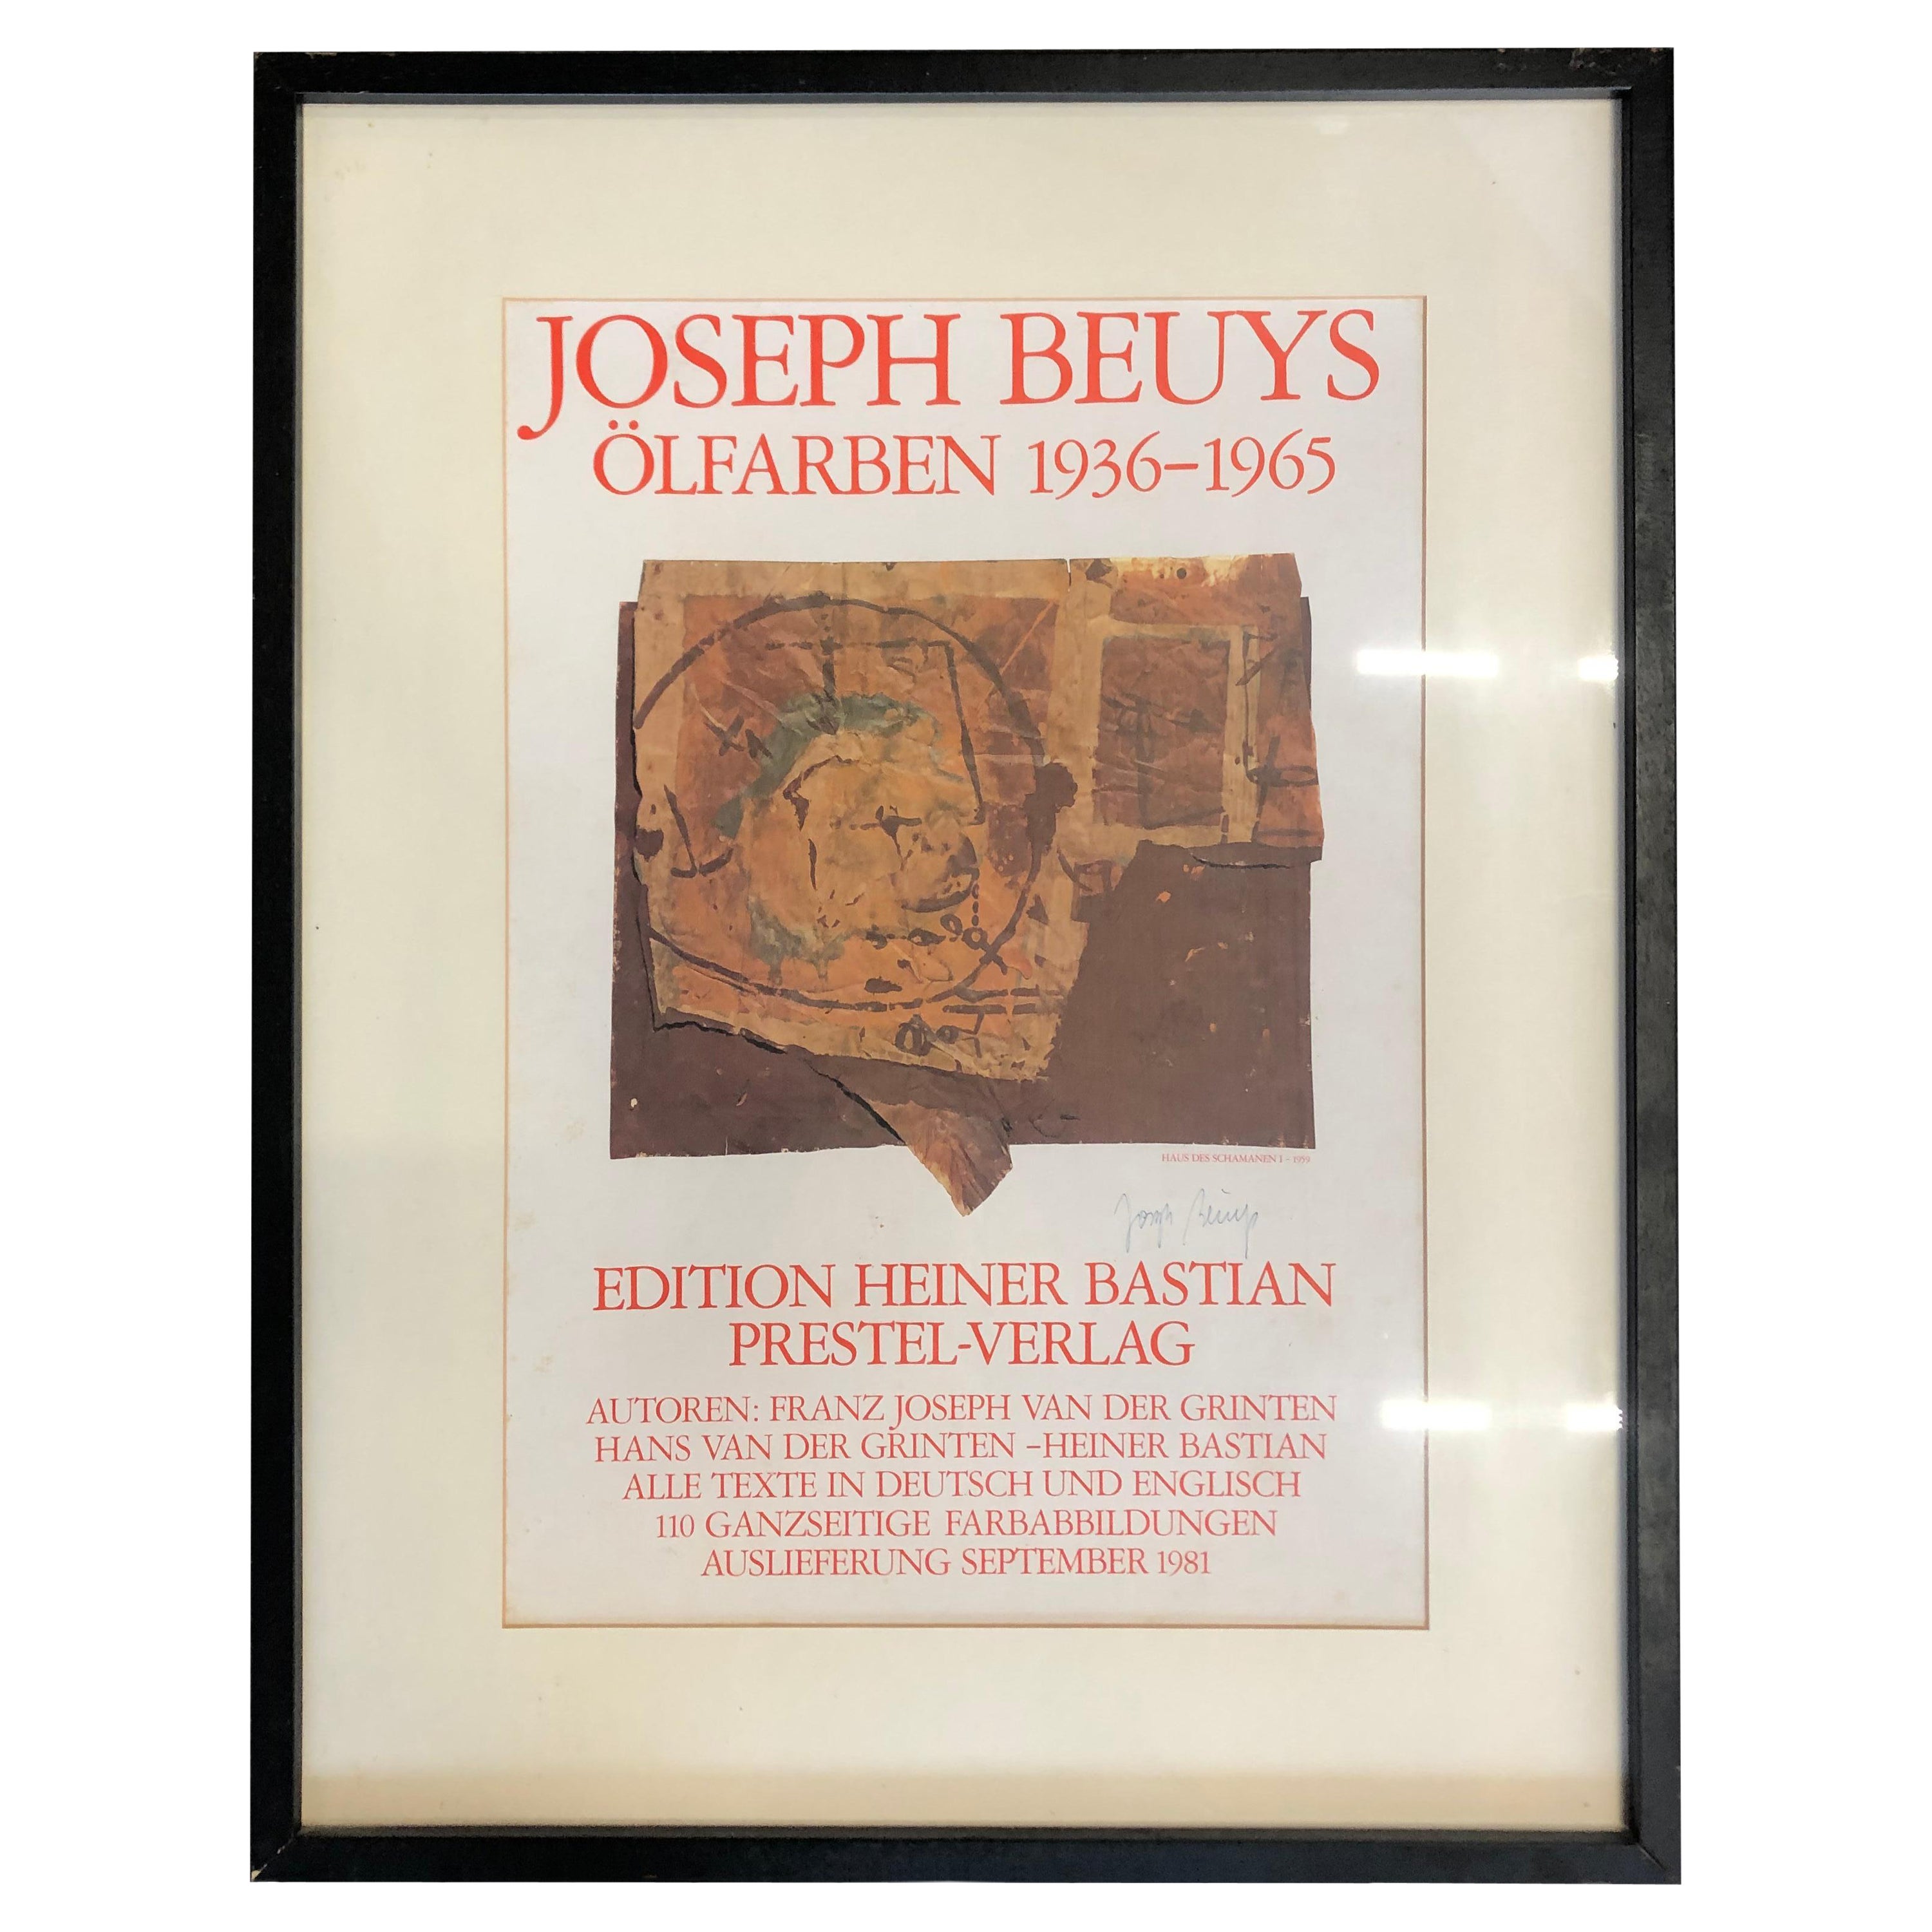 JOSEPH BEUYS
ÖLFARBEN 1936–1965
HAUS DES SCHAMANEN I – 1959
Joseph Beuys
EDITION HEINER BASTIAN
PRESTEL-VERLAG
AUTOREN: FRANZ JOSEPH VAN DER GRINTEN
HANS VAN DER GRINTEN –HEINER BASTIAN
ALLE TEXTE IN DEUTSCH UND ENGLISCH
110 GANZSEITIGE FARBABBILDUNGEN
AUSLIEFERUNG SEPTEMBER 1981